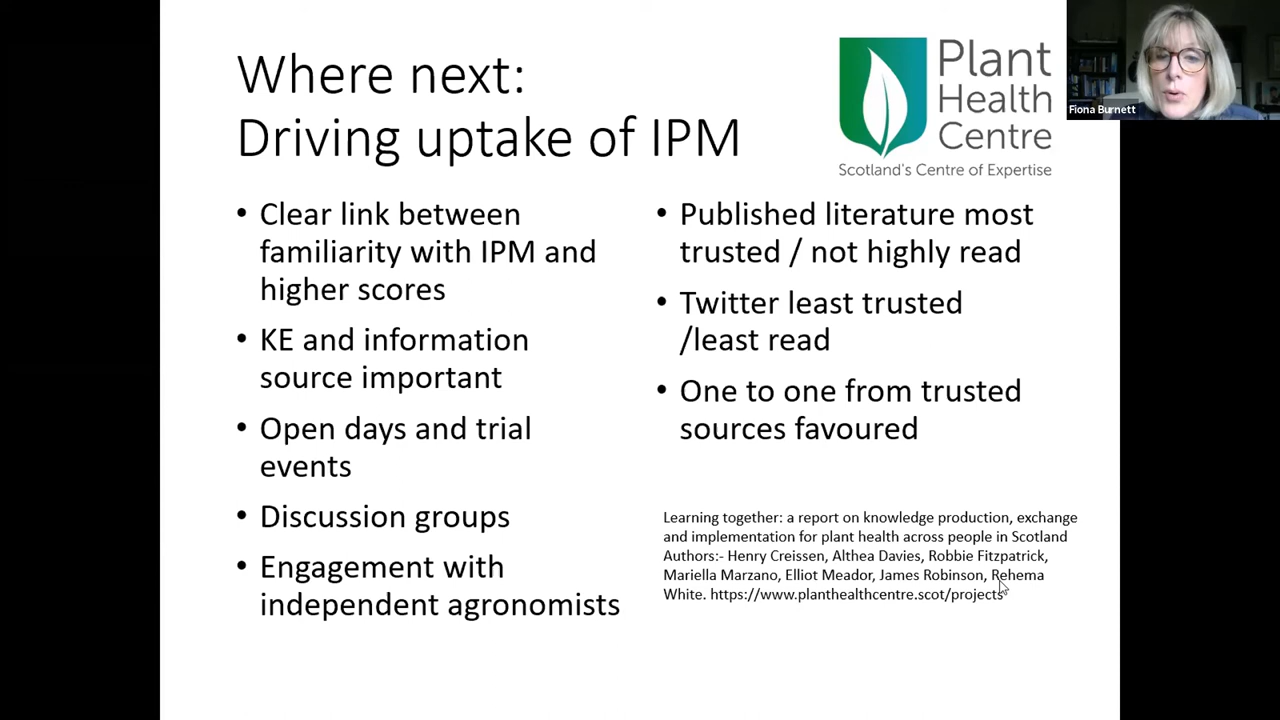 Where next:
Driving uptake of IPM
Plant
Health
Centre
Scotland's Centre of Expertise
Fiona Burnett
• Clear link between
familiarity with IPM and
higher scores
• KE and information
source important
• Open days and trial
events
• Discussion groups
• Engagement with
independent agronomists
• Published literature most
trusted / not highly read
• Twitter least trusted
/least read
• One to one from trusted
sources favoured
Learning together: a report on knowledge production, exchange
and implementation for plant health across people in Scotland
Authors:- Henry Creissen, Althea Davies, Robbie Fitzpatrick,
Mariella Marzano, Elliot Meador, James Robinson, Rehema
White. https://www.planthealthcentre.scot/projects